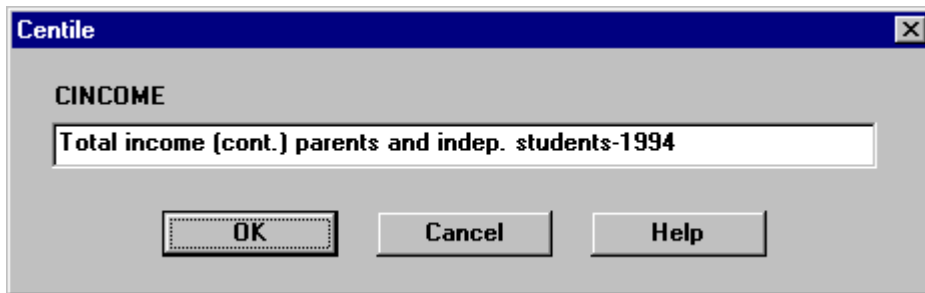 Centile
CINCOME
Total income (cont.) parents and indep. students-1994
OK Cancel Help